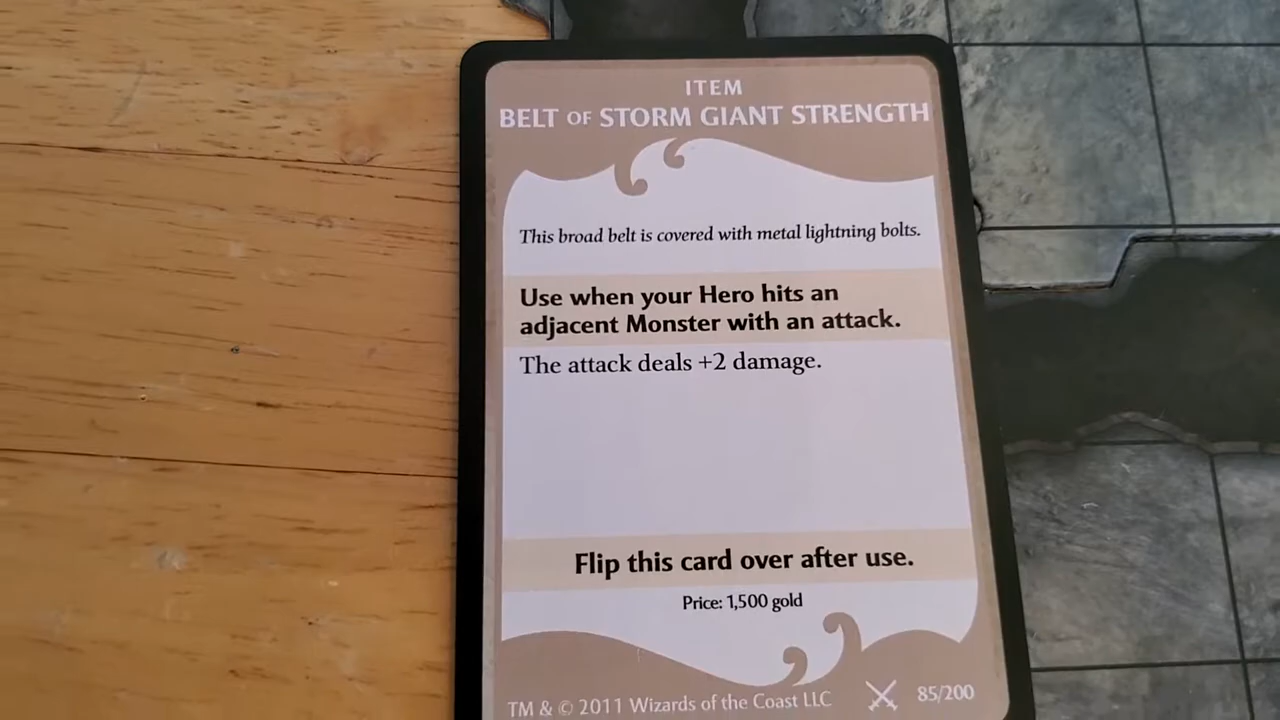 ITEM
BELT OF STORM GIANT STRENGTH
This broad belt is covered with metal lightning bolts.
Use when your Hero hits an
adjacent Monster with an attack.
The attack deals +2 damage.
Flip this card over after use.
Price: 1,500 gold
TM & © 2011 Wizards of the Coast LLC 85/200